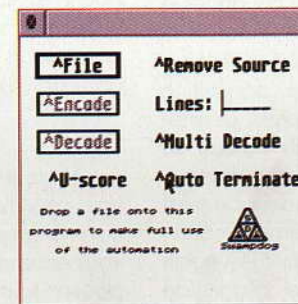 ^File ^Remove Source
^Encode Lines: _____
^Decode ^Multi Decode
^U-score ^Auto Terminate
Drop a file onto this
program to make full use
of the automation
Swampdog